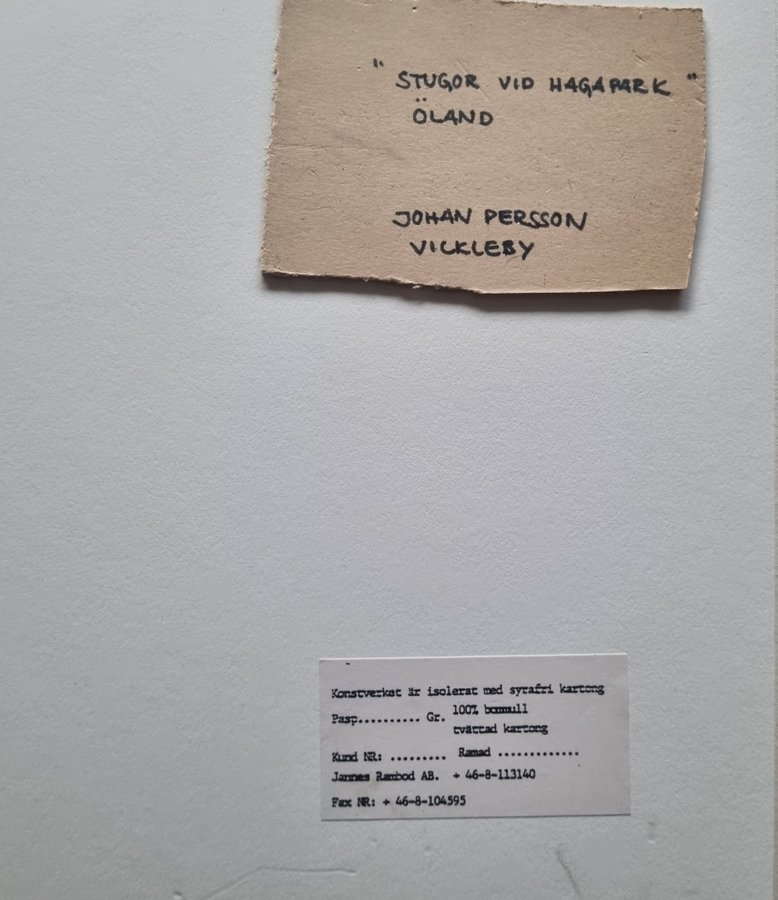 "STUGOR VID HAGAPARK"
ÖLAND
JOHAN PERSSON
VICKLEBY
Konstverket är isolerat med syrafri kartong
Pasp.......... Gr. 100% bommull
tvättad kartong
Kund NR: ......... Ramad .............
Jannes Rambod AB. + 46-8-113140
Fax NR: + 46-8-104595